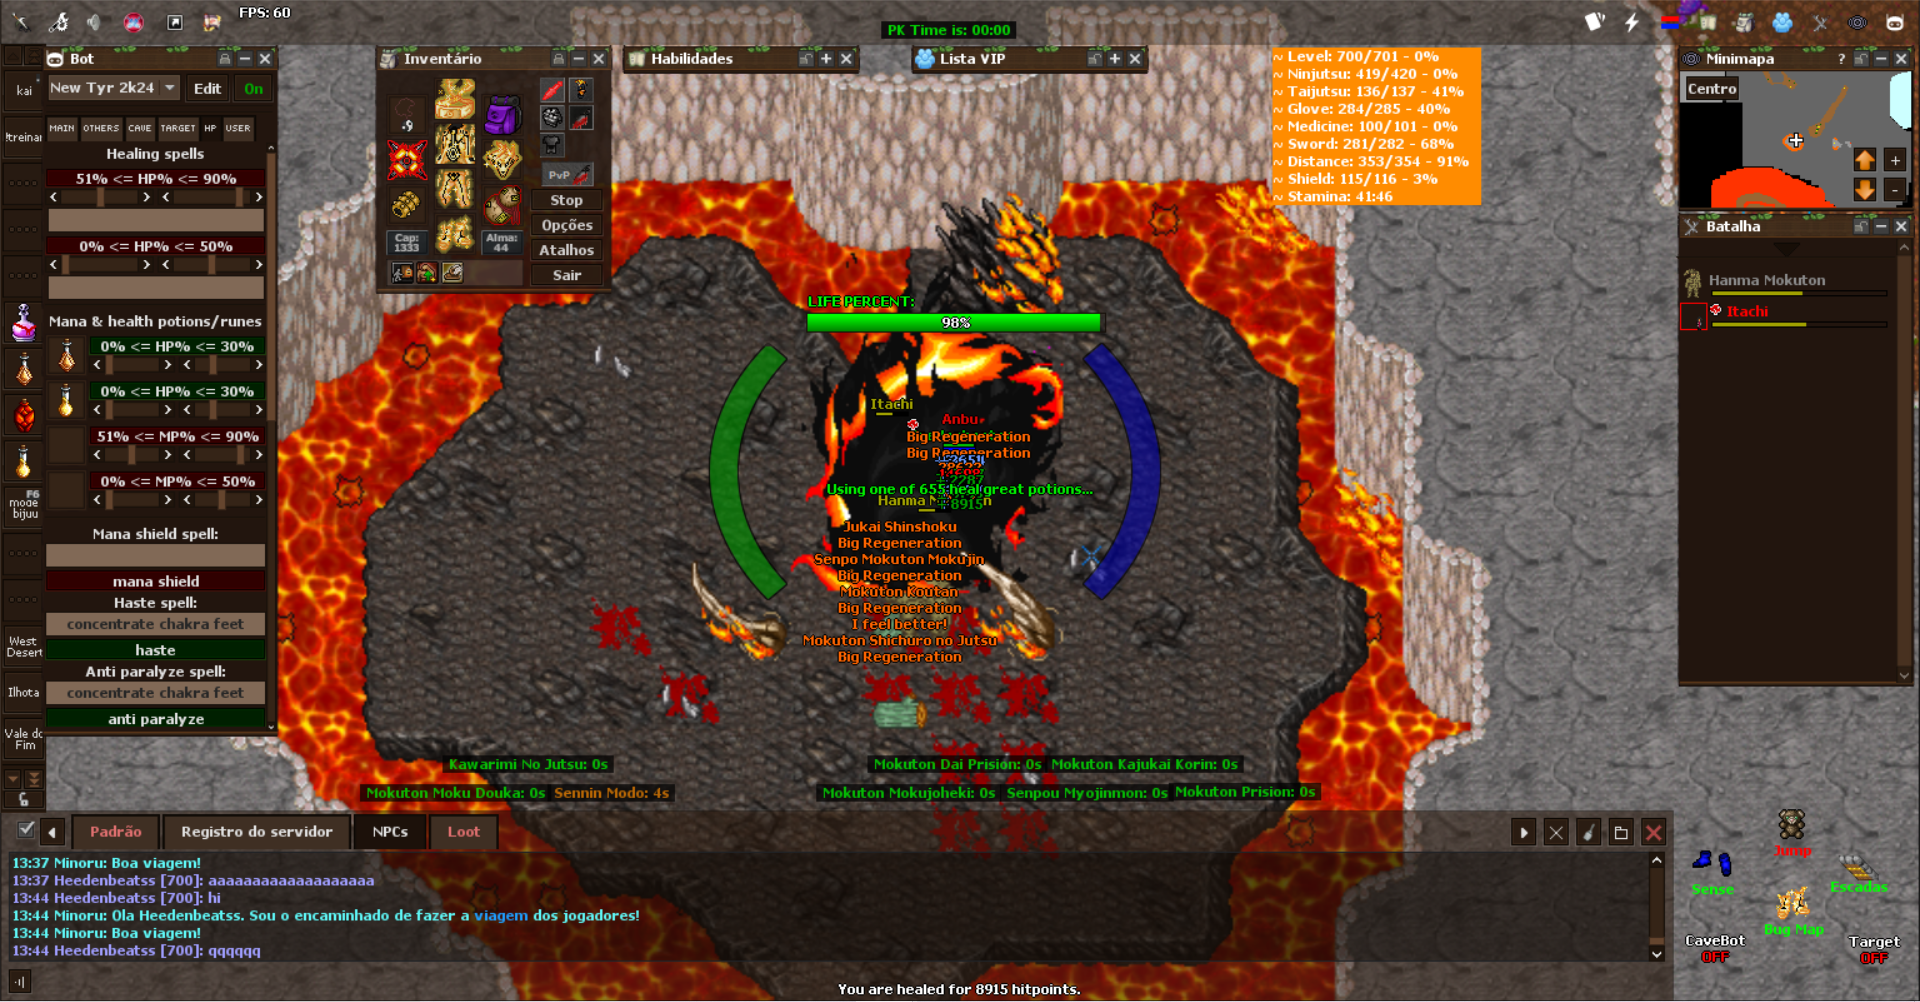 FPS: 60
PK Time is: 00:00
Bot
New Tyr 2k24
Edit
On
MAIN
OTHERS
CAVE
TARGET
HP
USER
Healing spells
51% <= HP% <= 90%
0% <= HP% <= 50%
Mana & health potions/runes
0% <= HP% <= 30%
0% <= HP% <= 30%
51% <= MP% <= 90%
0% <= MP% <= 50%
Mana shield spell:
mana shield
Haste spell:
concentrate chakra feet
haste
Anti paralyze spell:
concentrate chakra feet
anti paralyze
kai
F6
mode
bijuu
West
Desert
Ilhota
Vale do
Fim
Inventário
PvP
Stop
Opções
Atalhos
Sair
Cap:
1333
Alma:
44
Habilidades
Lista VIP
~ Level: 700/701 - 0%
~ Ninjutsu: 419/420 - 0%
~ Taijutsu: 136/137 - 41%
~ Glove: 284/285 - 40%
~ Medicine: 100/101 - 0%
~ Sword: 281/282 - 68%
~ Distance: 353/354 - 91%
~ Shield: 115/116 - 3%
~ Stamina: 41:46
Minimapa
?
Centro
Batalha
Hanma Mokuton
Itachi
LIFE PERCENT:
98%
Itachi
Anbu
Big Regeneration
Big Regeneration
+2287
Using one of 655 heal great potions...
+8915
Jukai Shinshoku
Big Regeneration
Senpo Mokuton Mokujin
Big Regeneration
Mokuton Koutan
Big Regeneration
I feel better!
Mokuton Shichuro no Jutsu
Big Regeneration
Kawarimi No Jutsu: 0s
Mokuton Dai Prision: 0s
Mokuton Kajukai Korin: 0s
Mokuton Moku Douka: 0s
Sennin Modo: 4s
Mokuton Mokujoheki: 0s
Senpou Myojinmon: 0s
Mokuton Prision: 0s
Padrão
Registro do servidor
NPCs
Loot
13:37 Minoru: Boa viagem!
13:37 Heedenbeatss [700]: aaaaaaaaaaaaaaaaaaa
13:44 Heedenbeatss [700]: hi
13:44 Minoru: Ola Heedenbeatss. Sou o encaminhado de fazer a viagem dos jogadores!
13:44 Minoru: Boa viagem!
13:44 Heedenbeatss [700]: qqqqqq
Jump
Sense
Escadas
Bug Map
CaveBot
OFF
Target
OFF
You are healed for 8915 hitpoints.